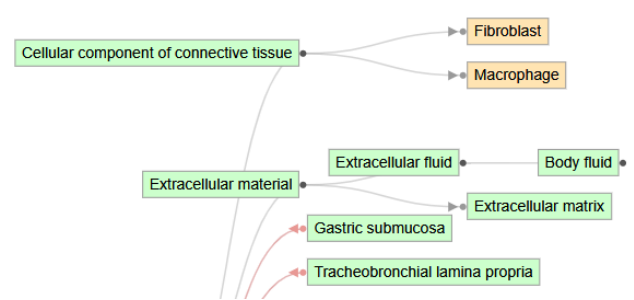 Fibroblast
Cellular component of connective tissue
Macrophage
Extracellular fluid
Body fluid
Extracellular material
Extracellular matrix
Gastric submucosa
Tracheobronchial lamina propria